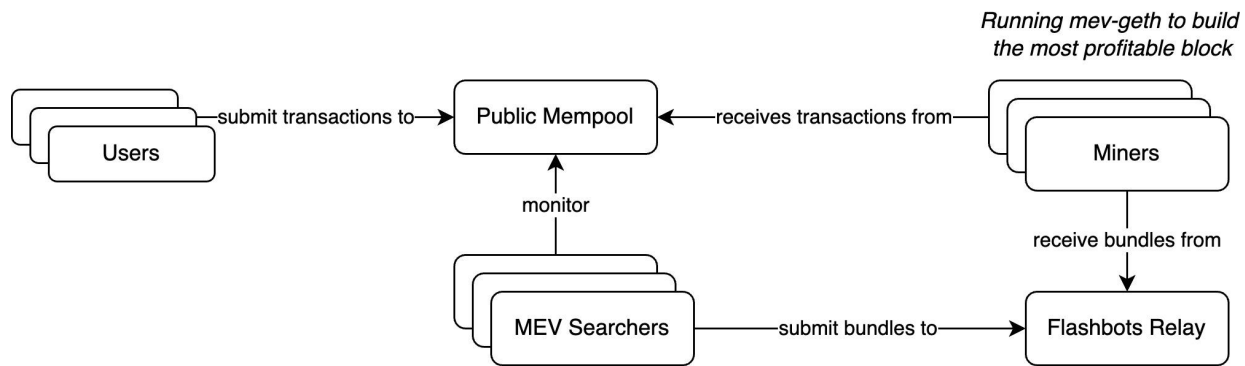 Running mev-geth to build
the most profitable block
submit transactions to
Public Mempool
receives transactions from
Users
Miners
monitor
receive bundles from
MEV Searchers
submit bundles to
Flashbots Relay